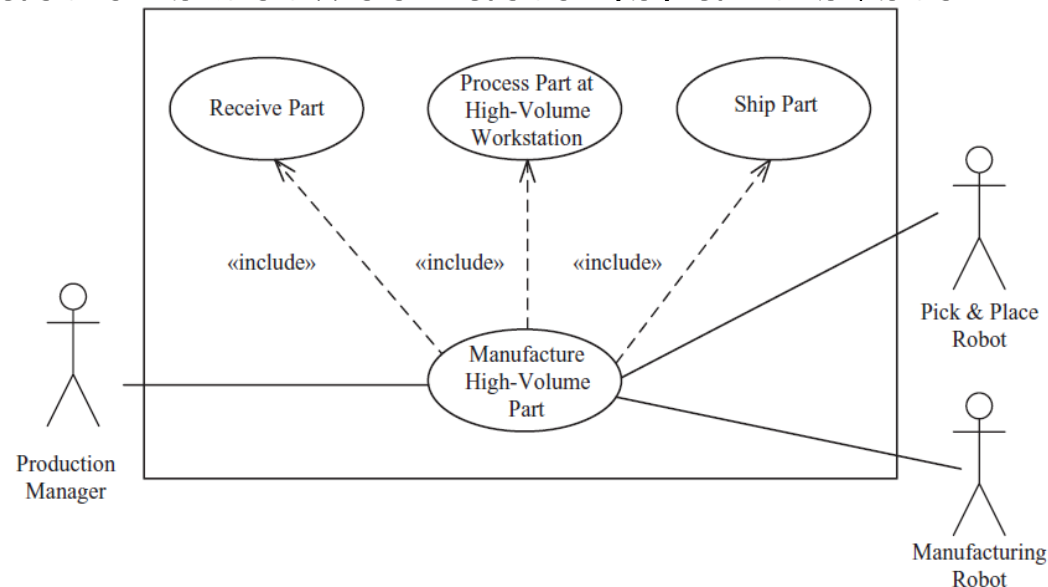 Receive Part
Process Part at
High-Volume
Workstation
Ship Part
«include»
«include»
«include»
Pick & Place
Robot
Manufacture
High-Volume
Part
Production
Manager
Manufacturing
Robot